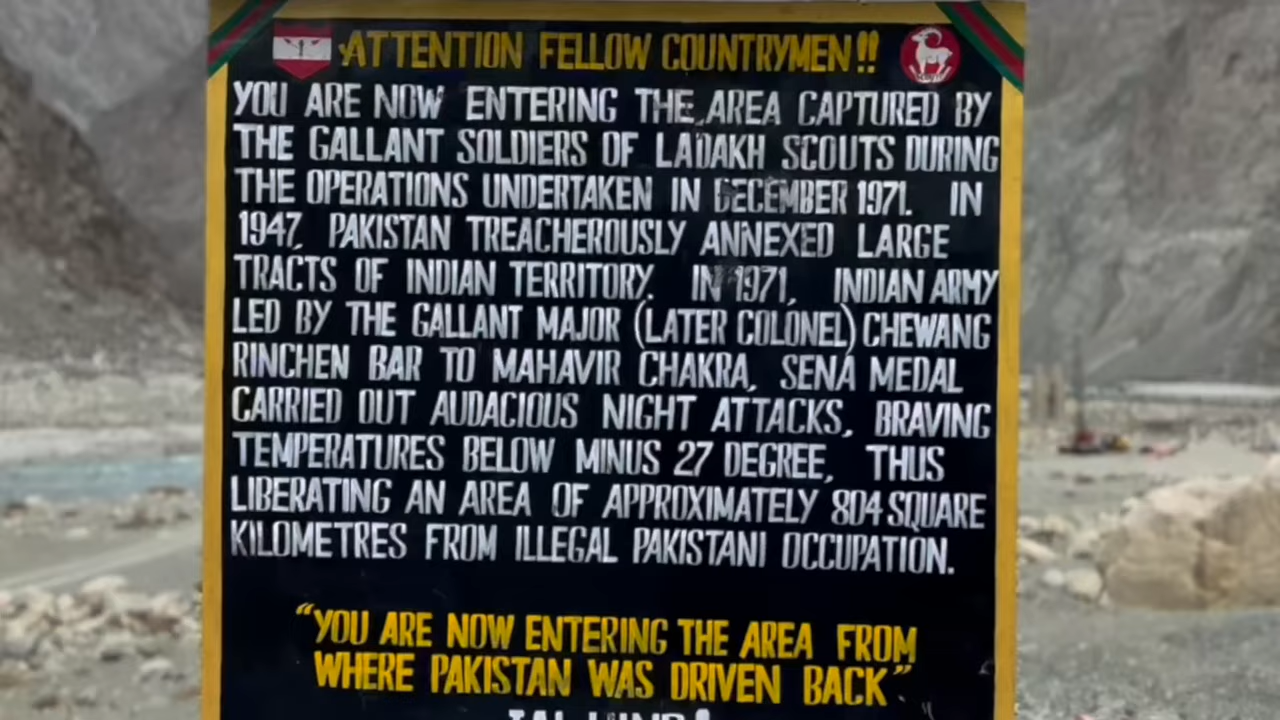 ATTENTION FELLOW COUNTRYMEN!!
YOU ARE NOW ENTERING THE AREA CAPTURED BY
THE GALLANT SOLDIERS OF LADAKH SCOUTS DURING
THE OPERATIONS UNDERTAKEN IN DECEMBER 1971. IN
1947, PAKISTAN TREACHEROUSLY ANNEXED LARGE
TRACTS OF INDIAN TERRITORY. IN 1971, INDIAN ARMY
LED BY THE GALLANT MAJOR (LATER COLONEL) CHEWANG
RINCHEN BAR TO MAHAVIR CHAKRA, SENA MEDAL
CARRIED OUT AUDACIOUS NIGHT ATTACKS, BRAVING
TEMPERATURES BELOW MINUS 27 DEGREE, THUS
LIBERATING AN AREA OF APPROXIMATELY 804 SQUARE
KILOMETRES FROM ILLEGAL PAKISTANI OCCUPATION.
"YOU ARE NOW ENTERING THE AREA FROM
WHERE PAKISTAN WAS DRIVEN BACK"
JAI HIND!